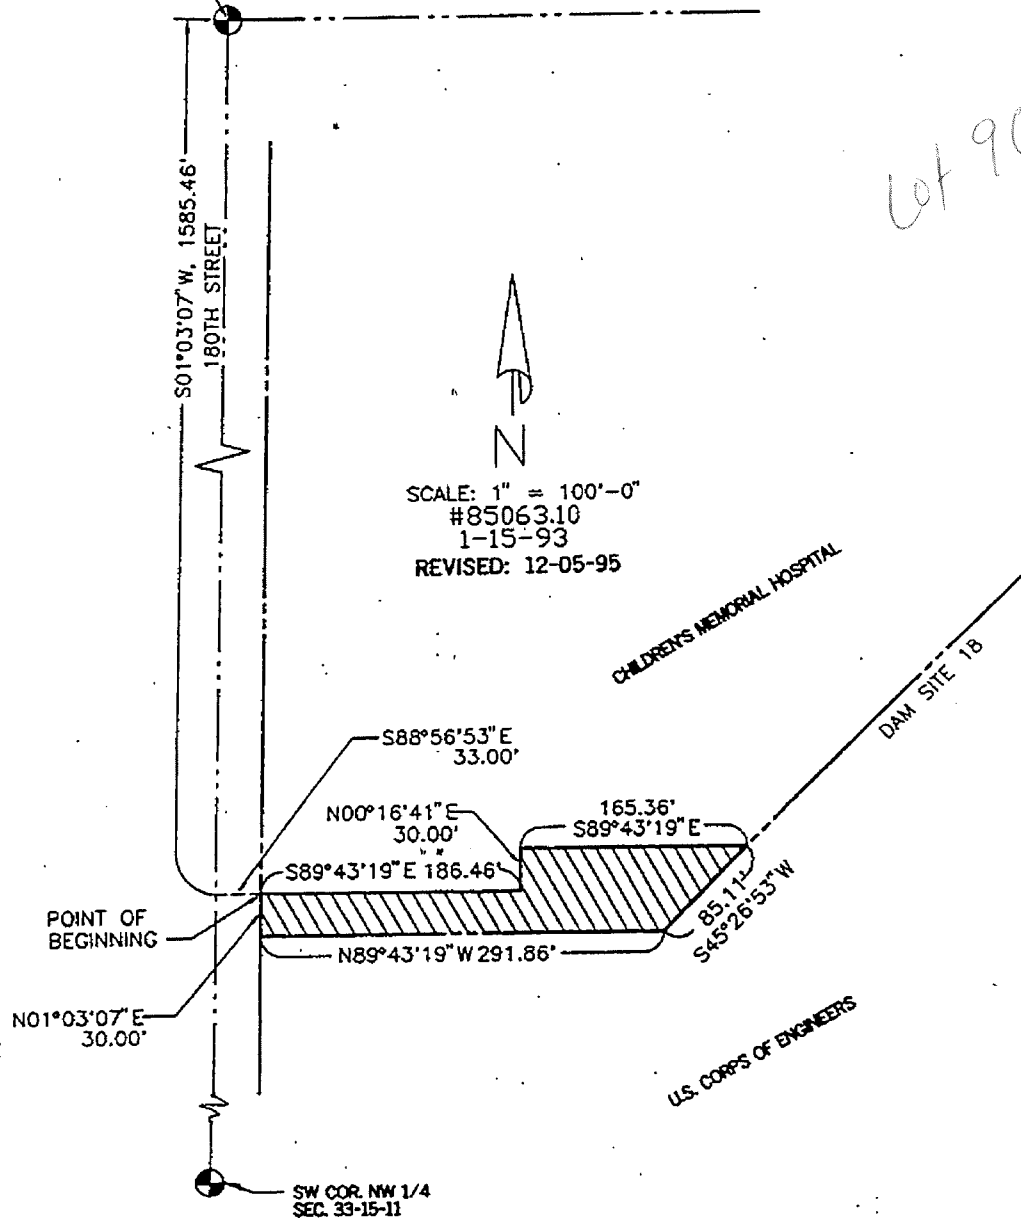 Lot 90
S01°03'07"W, 1585.46'
180TH STREET
N
SCALE: 1" = 100'-0"
#85063.10
1-15-93
REVISED: 12-05-95
CHILDREN'S MEMORIAL HOSPITAL
DAM SITE 18
S88°56'53"E
33.00'
N00°16'41"E
30.00'
165.36'
S89°43'19"E
S89°43'19"E 186.46'
85.11'
S45°26'53"W
POINT OF
BEGINNING
N89°43'19"W 291.86'
N01°03'07"E
30.00'
U.S. CORPS OF ENGINEERS
SW COR. NW 1/4
SEC. 33-15-11